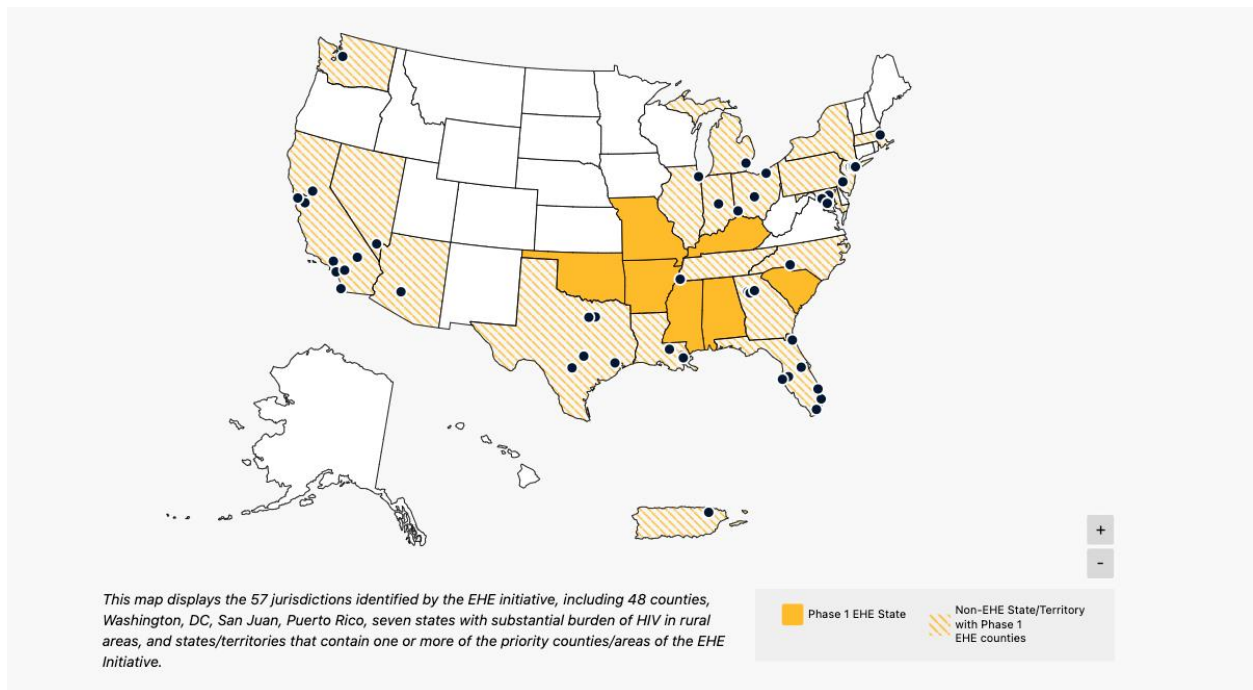 +
-
This map displays the 57 jurisdictions identified by the EHE initiative, including 48 counties,
Washington, DC, San Juan, Puerto Rico, seven states with substantial burden of HIV in rural
areas, and states/territories that contain one or more of the priority counties/areas of the EHE
Initiative.
Phase 1 EHE State
Non-EHE State/Territory
with Phase 1
EHE counties